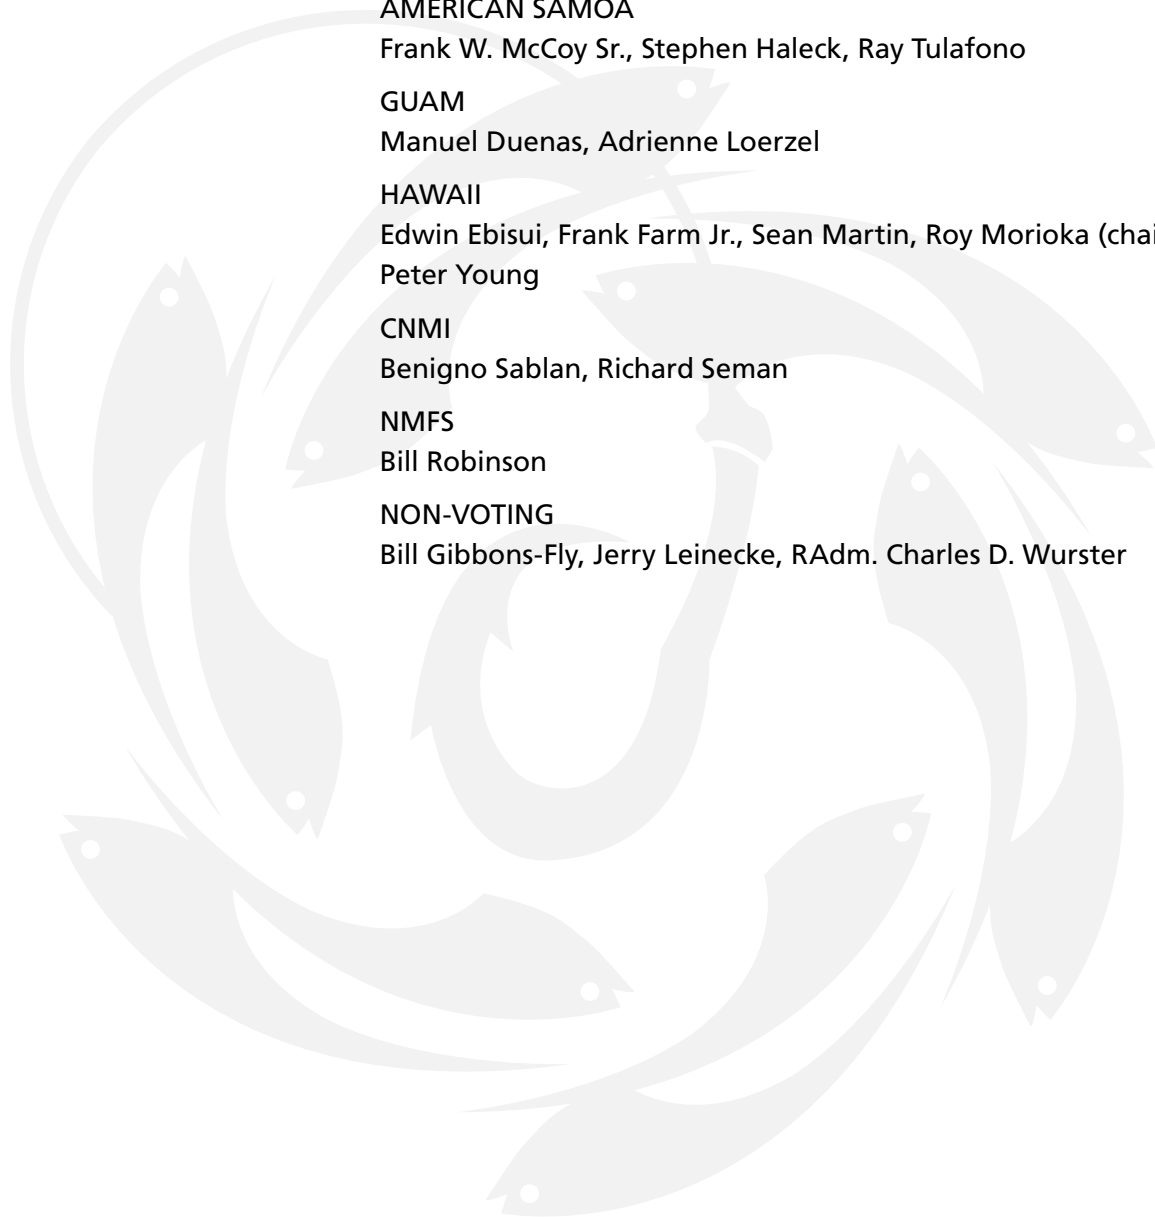 AMERICAN SAMOA
Frank W. McCoy Sr., Stephen Haleck, Ray Tulafono
GUAM
Manuel Duenas, Adrienne Loerzel
HAWAII
Edwin Ebisui, Frank Farm Jr., Sean Martin, Roy Morioka (chai
Peter Young
CNMI
Benigno Sablan, Richard Seman
NMFS
Bill Robinson
NON-VOTING
Bill Gibbons-Fly, Jerry Leinecke, RAdm. Charles D. Wurster